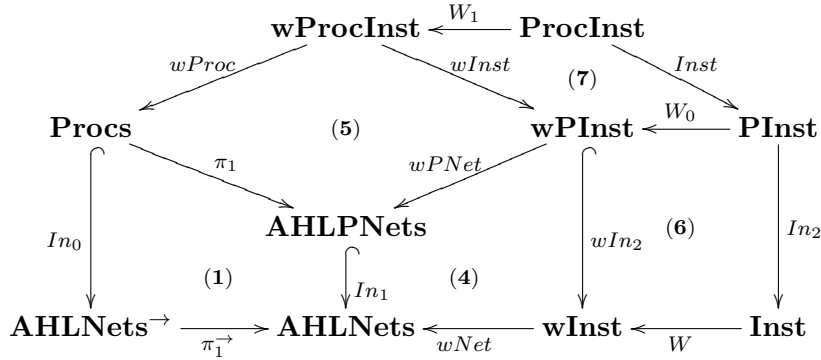 wProcInst W₁ ProcInst
wProc wInst (7) Inst
Procs (5) wPInst W₀ PInst
π₁ wPNet
AHLPNets
In₀ wIn₂ (6) In₂
(1) In₁ (4)
AHLNets→ π₁→ AHLNets wNet wInst W Inst